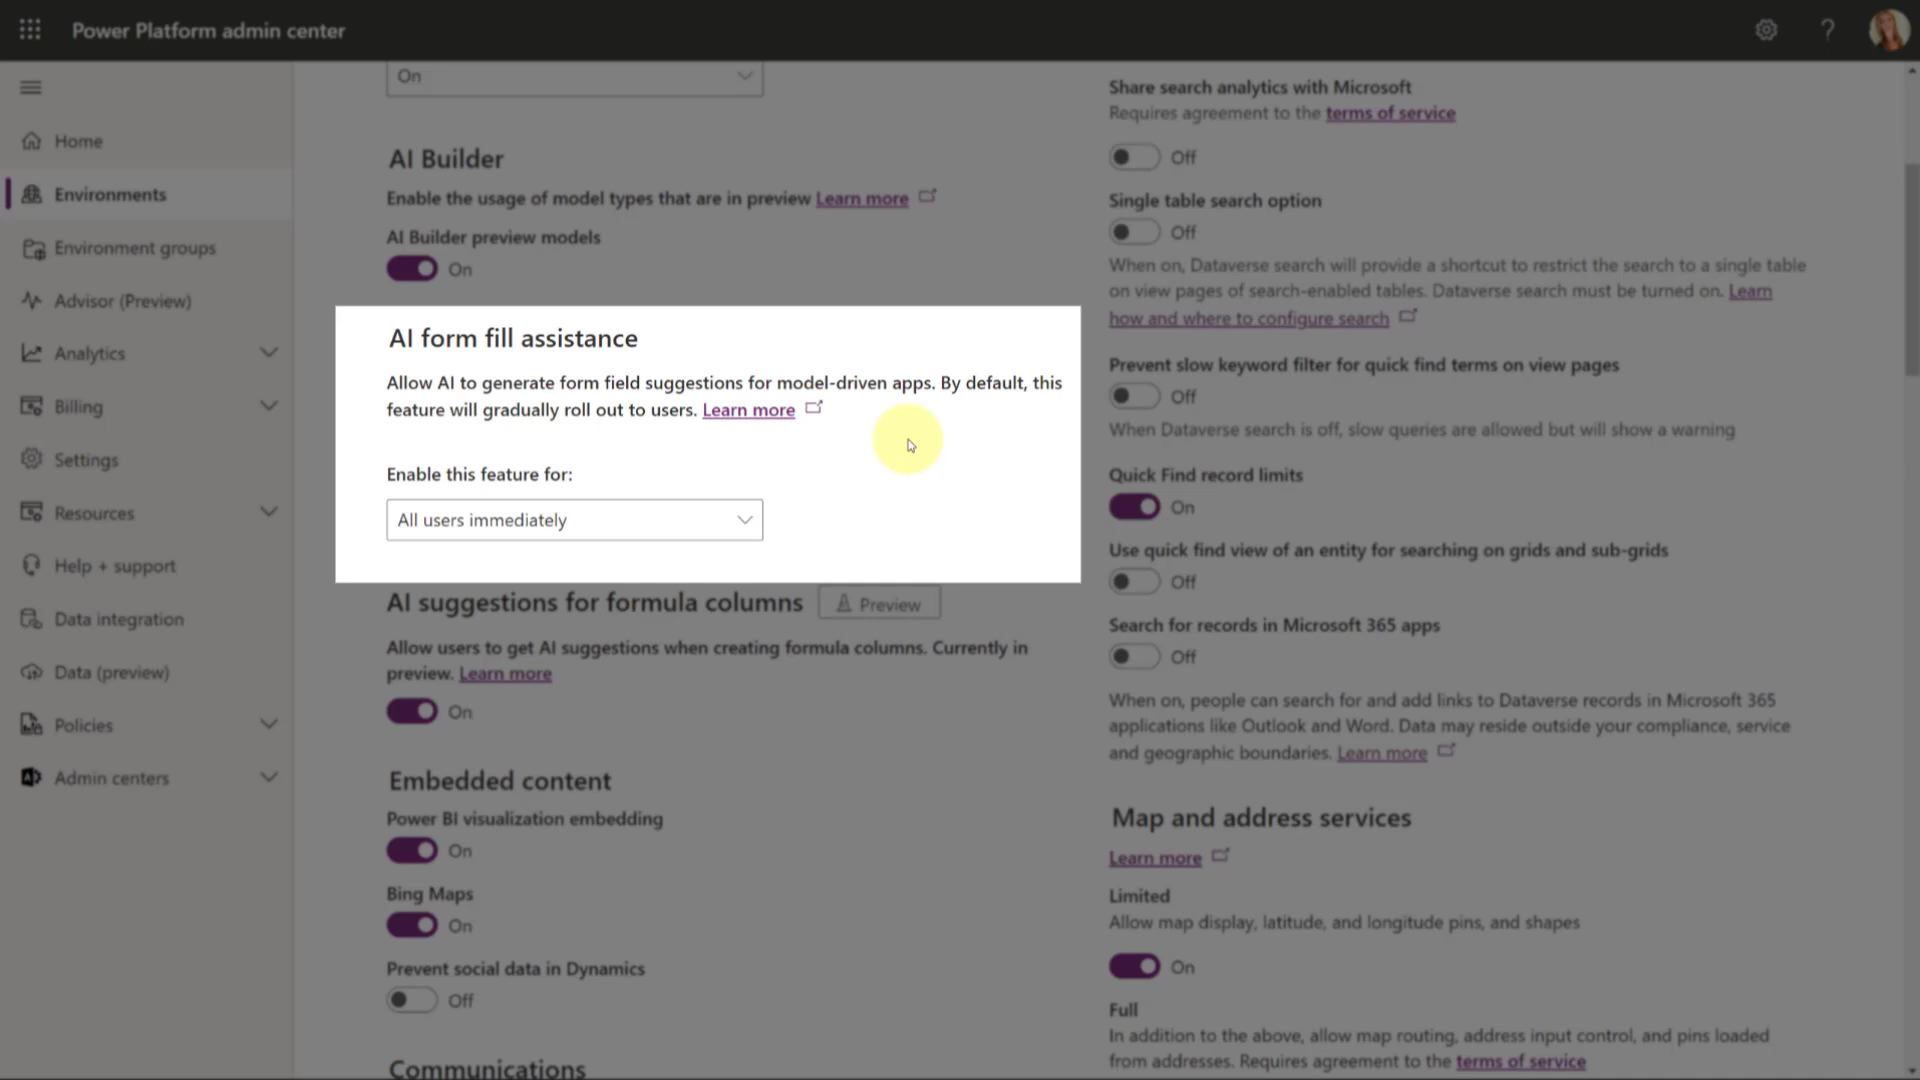 Power Platform admin center
Home
Environments
Environment groups
Advisor (Preview)
Analytics
Billing
Settings
Resources
Help + support
Data integration
Data (preview)
Policies
Admin centers
On
AI Builder
Enable the usage of model types that are in preview Learn more
AI Builder preview models
On
AI form fill assistance
Allow AI to generate form field suggestions for model-driven apps. By default, this
feature will gradually roll out to users. Learn more
Enable this feature for:
All users immediately
AI suggestions for formula columns Preview
Allow users to get AI suggestions when creating formula columns. Currently in
preview. Learn more
On
Embedded content
Power BI visualization embedding
On
Bing Maps
On
Prevent social data in Dynamics
Off
Communications
Share search analytics with Microsoft
Requires agreement to the terms of service
Off
Single table search option
Off
When on, Dataverse search will provide a shortcut to restrict the search to a single table
on view pages of search-enabled tables. Dataverse search must be turned on. Learn
how and where to configure search
Prevent slow keyword filter for quick find terms on view pages
Off
When Dataverse search is off, slow queries are allowed but will show a warning
Quick Find record limits
On
Use quick find view of an entity for searching on grids and sub-grids
Off
Search for records in Microsoft 365 apps
Off
When on, people can search for and add links to Dataverse records in Microsoft 365
applications like Outlook and Word. Data may reside outside your compliance, service
and geographic boundaries. Learn more
Map and address services
Learn more
Limited
Allow map display, latitude, and longitude pins, and shapes
On
Full
In addition to the above, allow map routing, address input control, and pins loaded
from addresses. Requires agreement to the terms of service